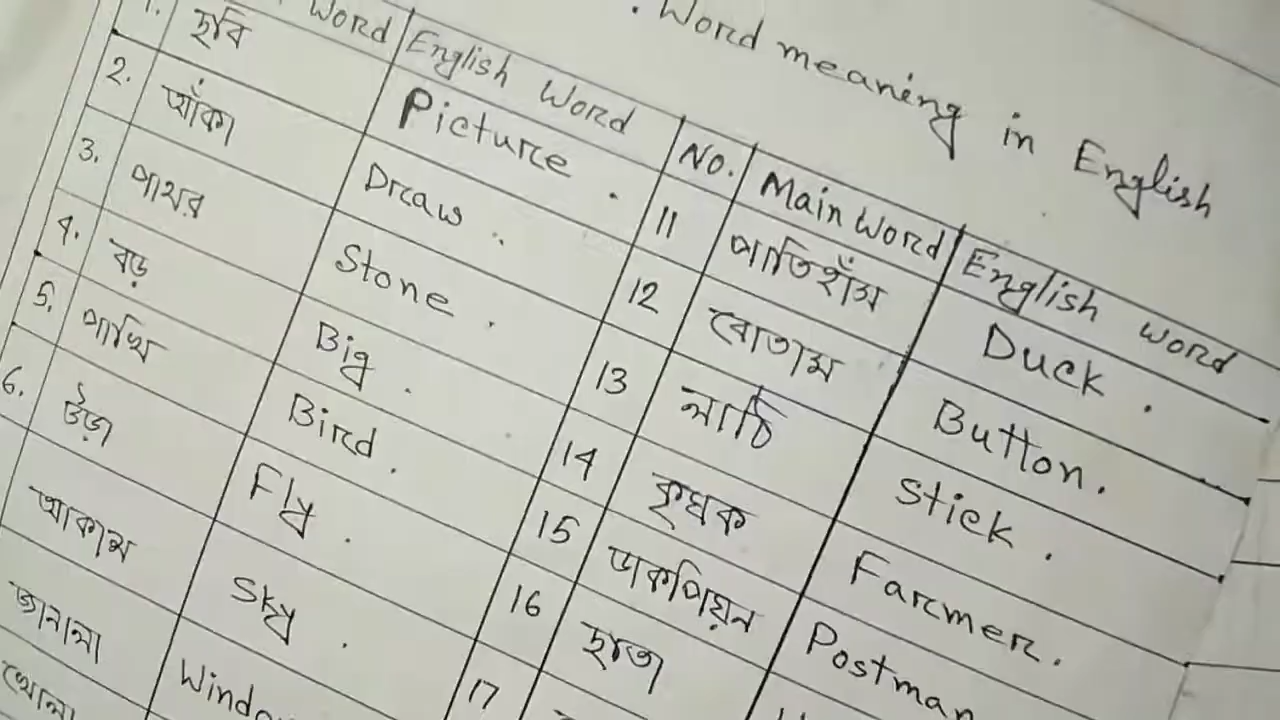 Word meaning in English
Word English Word No. Main Word English Word
1. ছবি Picture. 11 পাতিহাঁস Duck.
2. আঁকা Draw. 12 বোতাম Button.
3. পাথর Stone. 13 লাঠি Stick.
4. বড় Big. 14 কৃষক Farmer.
5. পাখি Bird. 15 ডাকপিয়ন Postman
6. উড়া Fly. 16 ছাতা
আকাশ Sky. 17
জানালা Window
খোলা